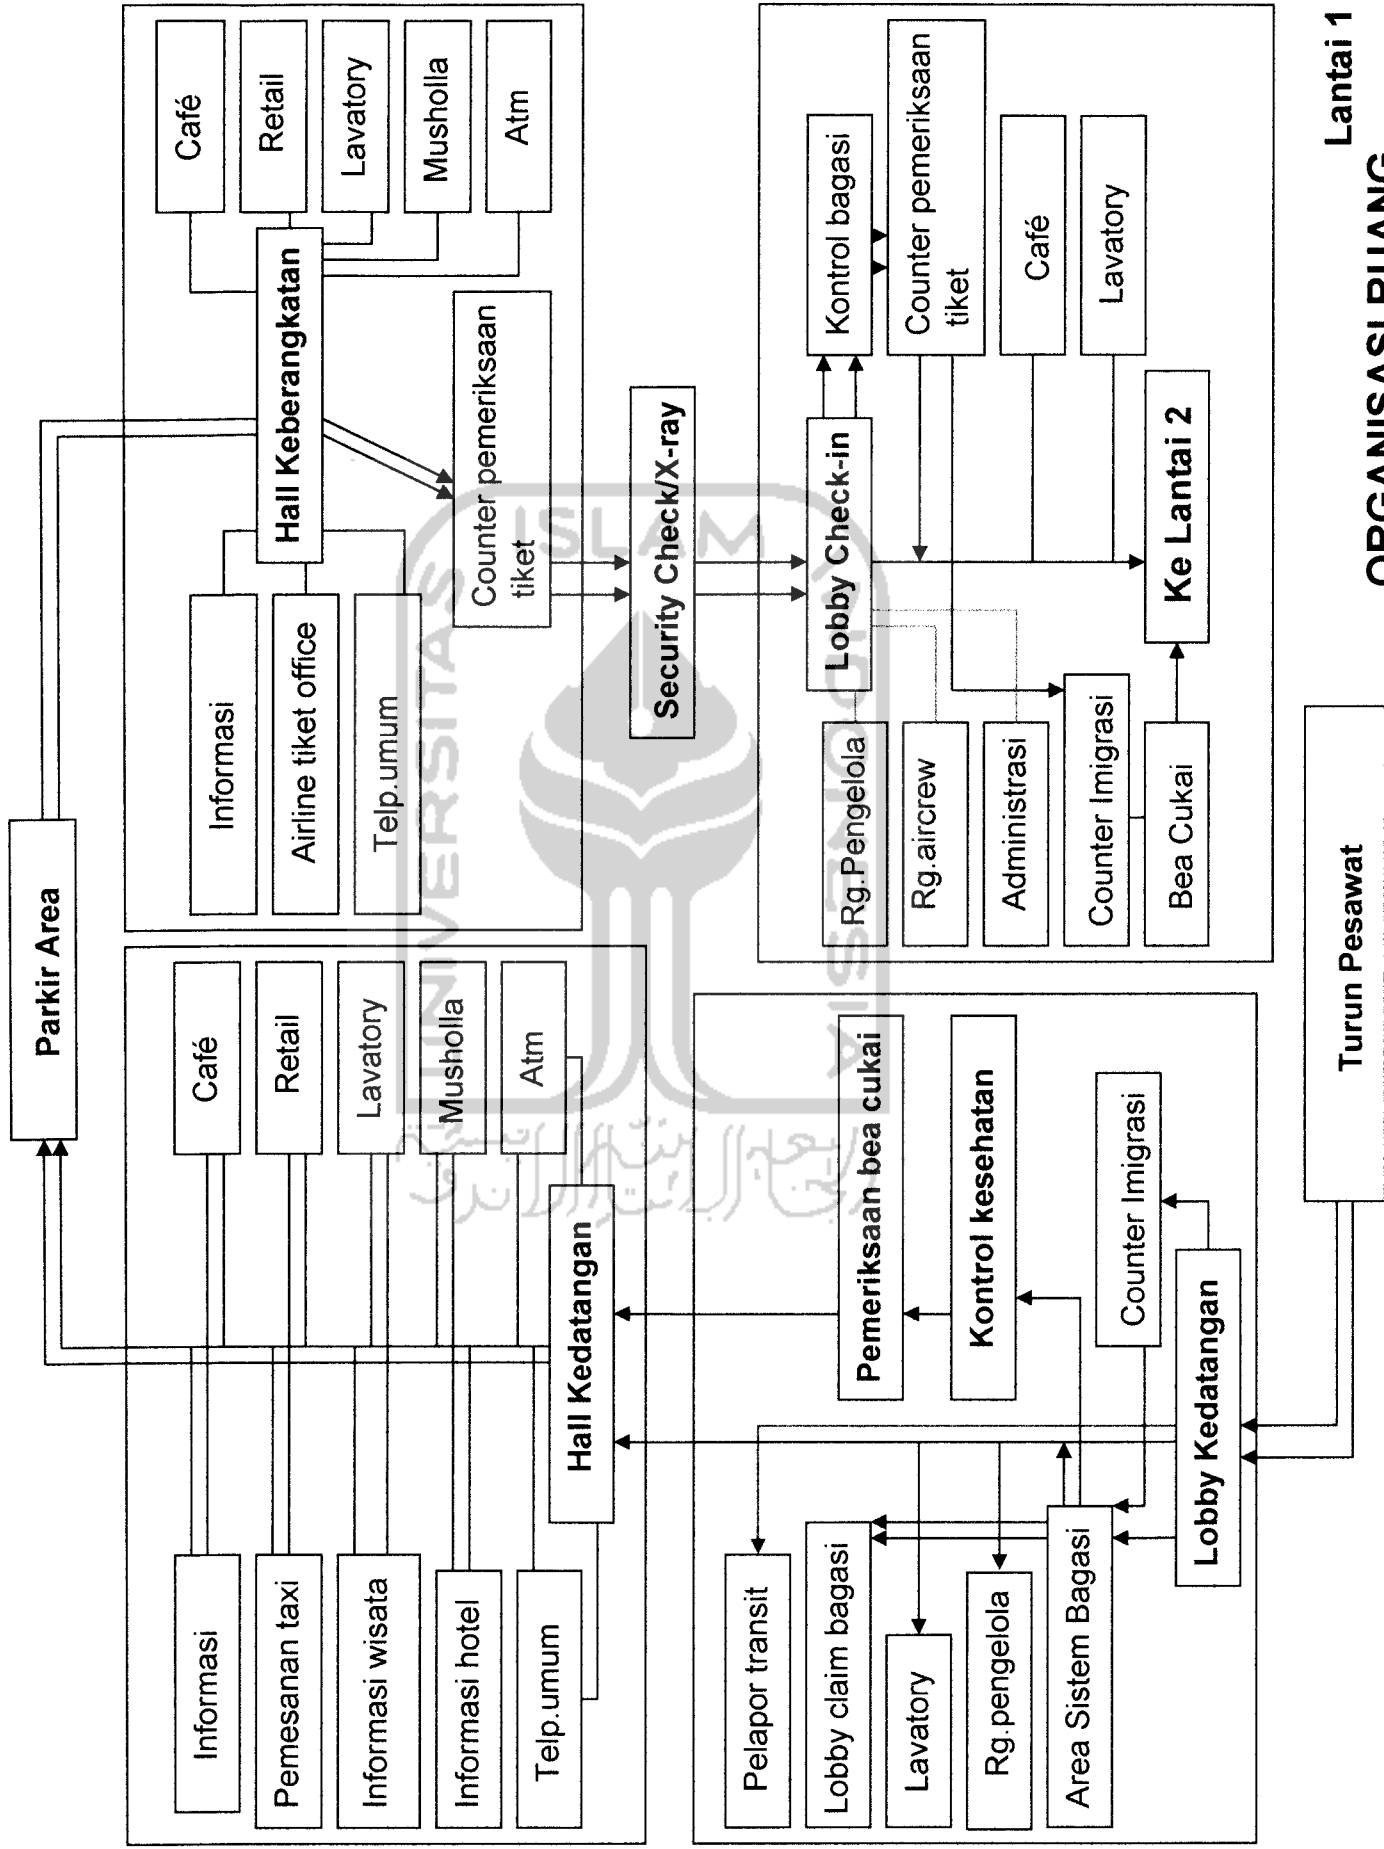 Parkir Area
Informasi
Pemesanan taxi
Informasi wisata
Informasi hotel
Telp.umum
Café
Retail
Lavatory
Musholla
Atm
Hall Kedatangan
Informasi
Airline tiket office
Telp.umum
Hall Keberangkatan
Café
Retail
Lavatory
Musholla
Atm
Counter pemeriksaan
tiket
Security Check/X-ray
Pelapor transit
Lobby claim bagasi
Lavatory
Rg.pengelola
Area Sistem Bagasi
Pemeriksaan bea cukai
Kontrol kesehatan
Counter Imigrasi
Lobby Kedatangan
Rg.Pengelola
Rg.aircrew
Administrasi
Counter Imigrasi
Bea Cukai
Lobby Check-in
Kontrol bagasi
Counter pemeriksaan
tiket
Café
Lavatory
Ke Lantai 2
Turun Pesawat
Lantai 1
ORGANISASI RUANG
UNIVERSITAS
ISLAM
INDONESIA